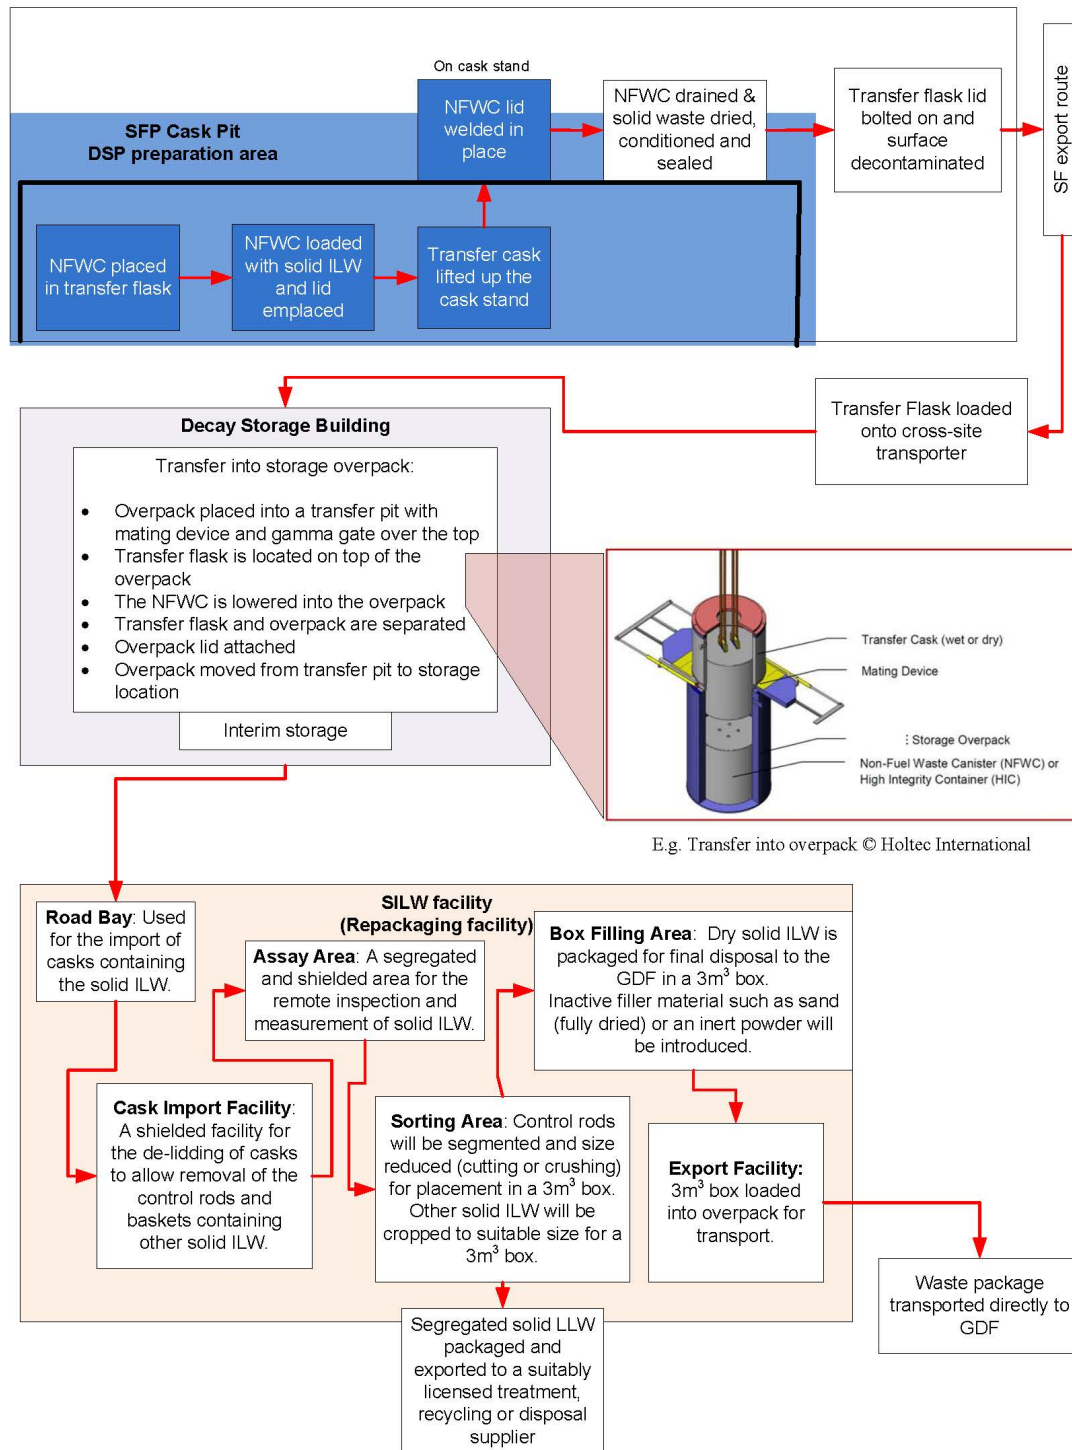 On cask stand
SFP Cask Pit
DSP preparation area
NFWC placed
in transfer flask
NFWC loaded
with solid ILW
and lid
emplaced
Transfer cask
lifted up the
cask stand
NFWC lid
welded in
place
NFWC drained &
solid waste dried,
conditioned and
sealed
Transfer flask lid
bolted on and
surface
decontaminated
SF export route
Transfer Flask loaded
onto cross-site
transporter
Decay Storage Building
Transfer into storage overpack:
• Overpack placed into a transfer pit with
mating device and gamma gate over the top
• Transfer flask is located on top of the
overpack
• The NFWC is lowered into the overpack
• Transfer flask and overpack are separated
• Overpack lid attached
• Overpack moved from transfer pit to storage
location
Interim storage
Transfer Cask (wet or dry)
Mating Device
Storage Overpack
Non-Fuel Waste Canister (NFWC) or
High Integrity Container (HIC)
E.g. Transfer into overpack © Holtec International
SILW facility
(Repackaging facility)
Road Bay: Used
for the import of
casks containing
the solid ILW.
Cask Import Facility:
A shielded facility for
the de-lidding of casks
to allow removal of the
control rods and
baskets containing
other solid ILW.
Assay Area: A
segregated
and shielded area for the
remote inspection and
measurement of solid ILW.
Sorting Area: Control rods
will be segmented and size
reduced (cutting or crushing)
for placement in a 3m³ box.
Other solid ILW will be
cropped to suitable size for a
3m³ box.
Box Filling Area: Dry solid ILW is
packaged for final disposal to the
GDF in a 3m³ box.
Inactive filler material such as sand
(fully dried) or an inert powder will
be introduced.
Export Facility:
3m³ box loaded
into overpack for
transport.
Segregated solid LLW
packaged and
exported to a suitably
licensed treatment,
recycling or disposal
supplier
Waste package
transported directly to
GDF